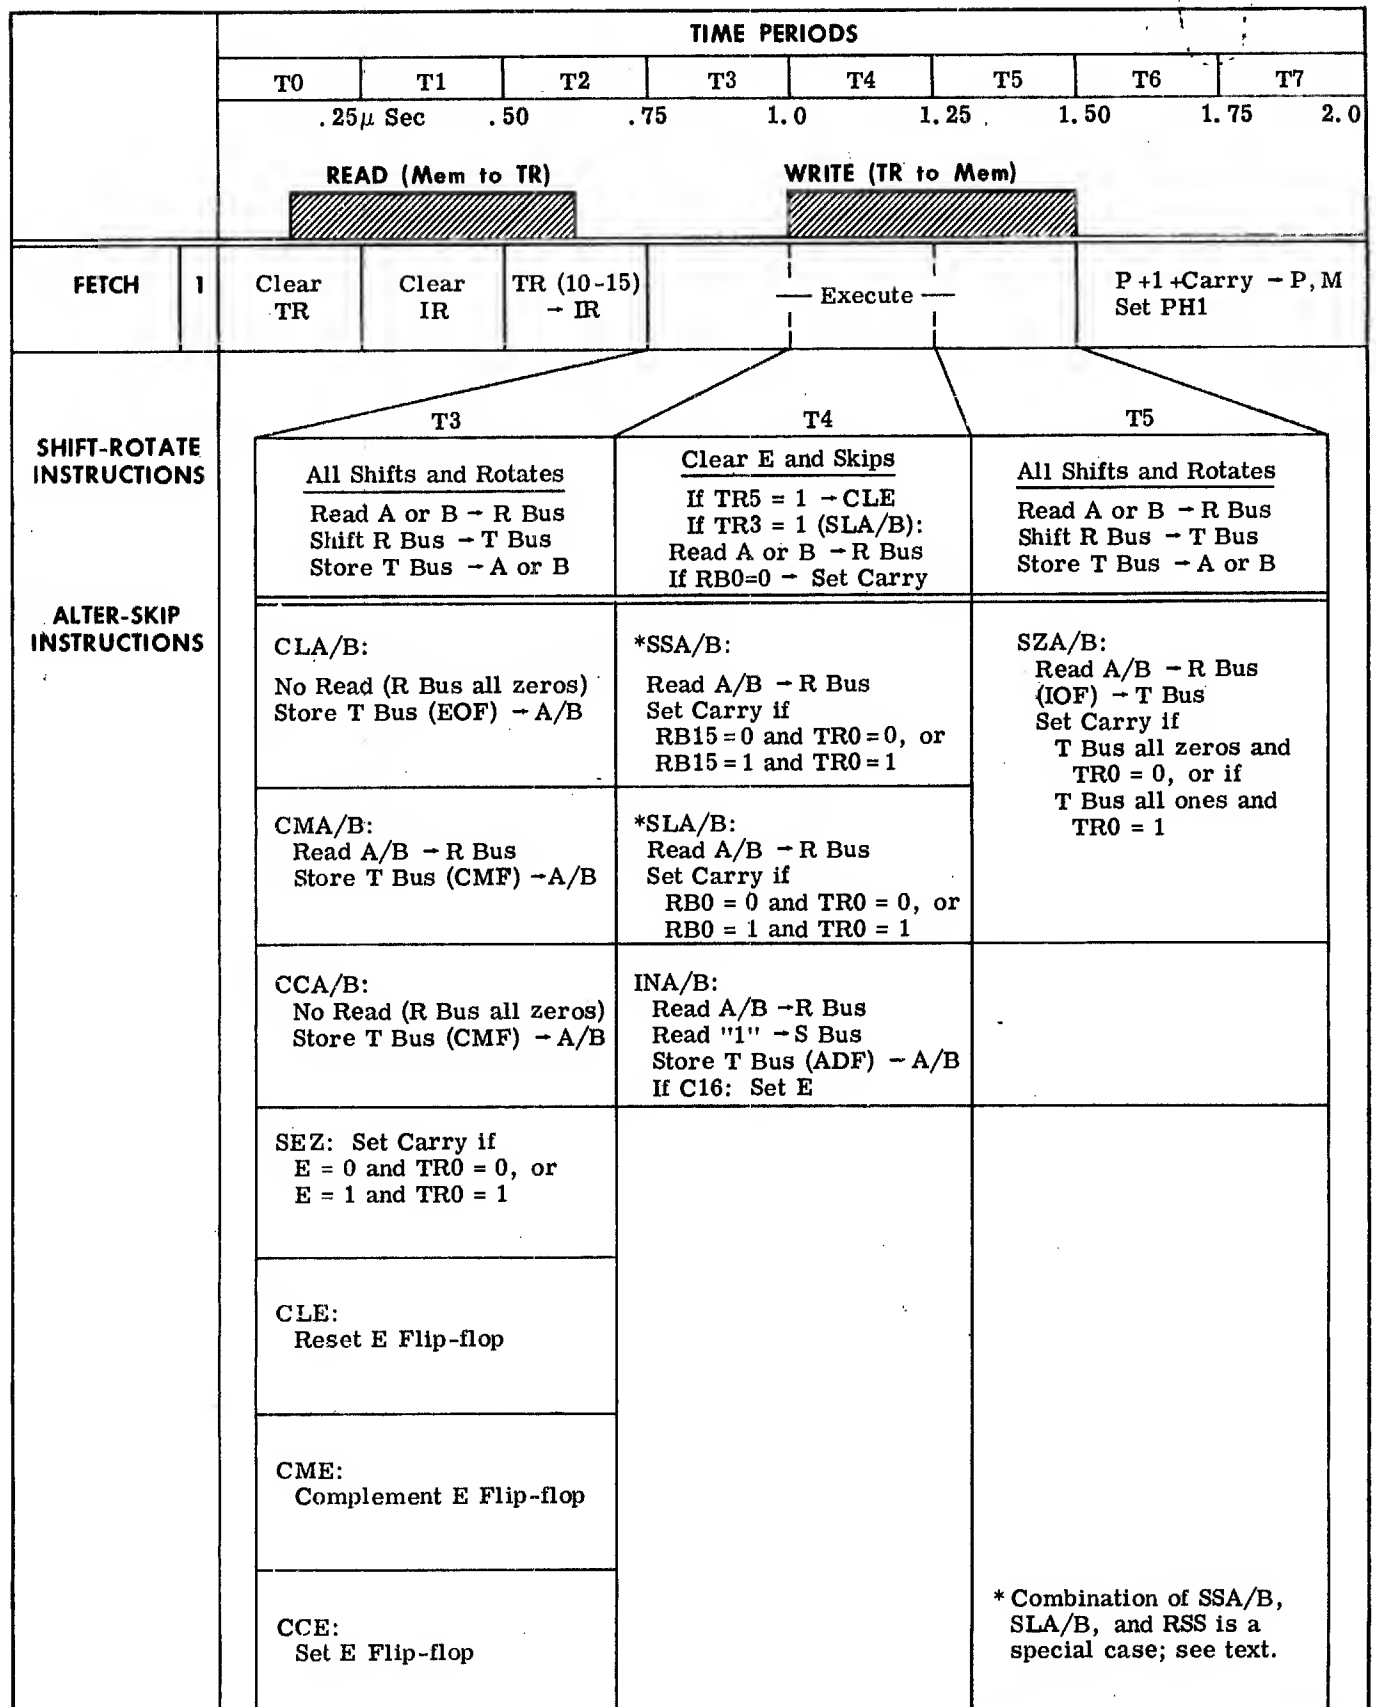 TIME PERIODS
T0 T1 T2 T3 T4 T5 T6 T7
.25μ Sec .50 .75 1.0 1.25 1.50 1.75 2.0
READ (Mem to TR) WRITE (TR to Mem)
FETCH 1
Clear
TR
Clear
IR
TR (10-15)
→ IR
Execute
P +1 +Carry → P, M
Set PH1
T3 T4 T5
SHIFT-ROTATE
INSTRUCTIONS
All Shifts and Rotates
Read A or B → R Bus
Shift R Bus → T Bus
Store T Bus → A or B
Clear E and Skips
If TR5 = 1 → CLE
If TR3 = 1 (SLA/B):
Read A or B → R Bus
If RB0=0 → Set Carry
All Shifts and Rotates
Read A or B → R Bus
Shift R Bus → T Bus
Store T Bus → A or B
ALTER-SKIP
INSTRUCTIONS
CLA/B:
No Read (R Bus all zeros)
Store T Bus (EOF) → A/B
*SSA/B:
Read A/B → R Bus
Set Carry if
RB15 = 0 and TR0 = 0, or
RB15 = 1 and TR0 = 1
SZA/B:
Read A/B → R Bus
(IOF) → T Bus
Set Carry if
T Bus all zeros and
TR0 = 0, or if
T Bus all ones and
TR0 = 1
CMA/B:
Read A/B → R Bus
Store T Bus (CMF) → A/B
*SLA/B:
Read A/B → R Bus
Set Carry if
RB0 = 0 and TR0 = 0, or
RB0 = 1 and TR0 = 1
CCA/B:
No Read (R Bus all zeros)
Store T Bus (CMF) → A/B
INA/B:
Read A/B → R Bus
Read "1" → S Bus
Store T Bus (ADF) → A/B
If C16: Set E
SEZ: Set Carry if
E = 0 and TR0 = 0, or
E = 1 and TR0 = 1
CLE:
Reset E Flip-flop
CME:
Complement E Flip-flop
CCE:
Set E Flip-flop
* Combination of SSA/B,
SLA/B, and RSS is a
special case; see text.